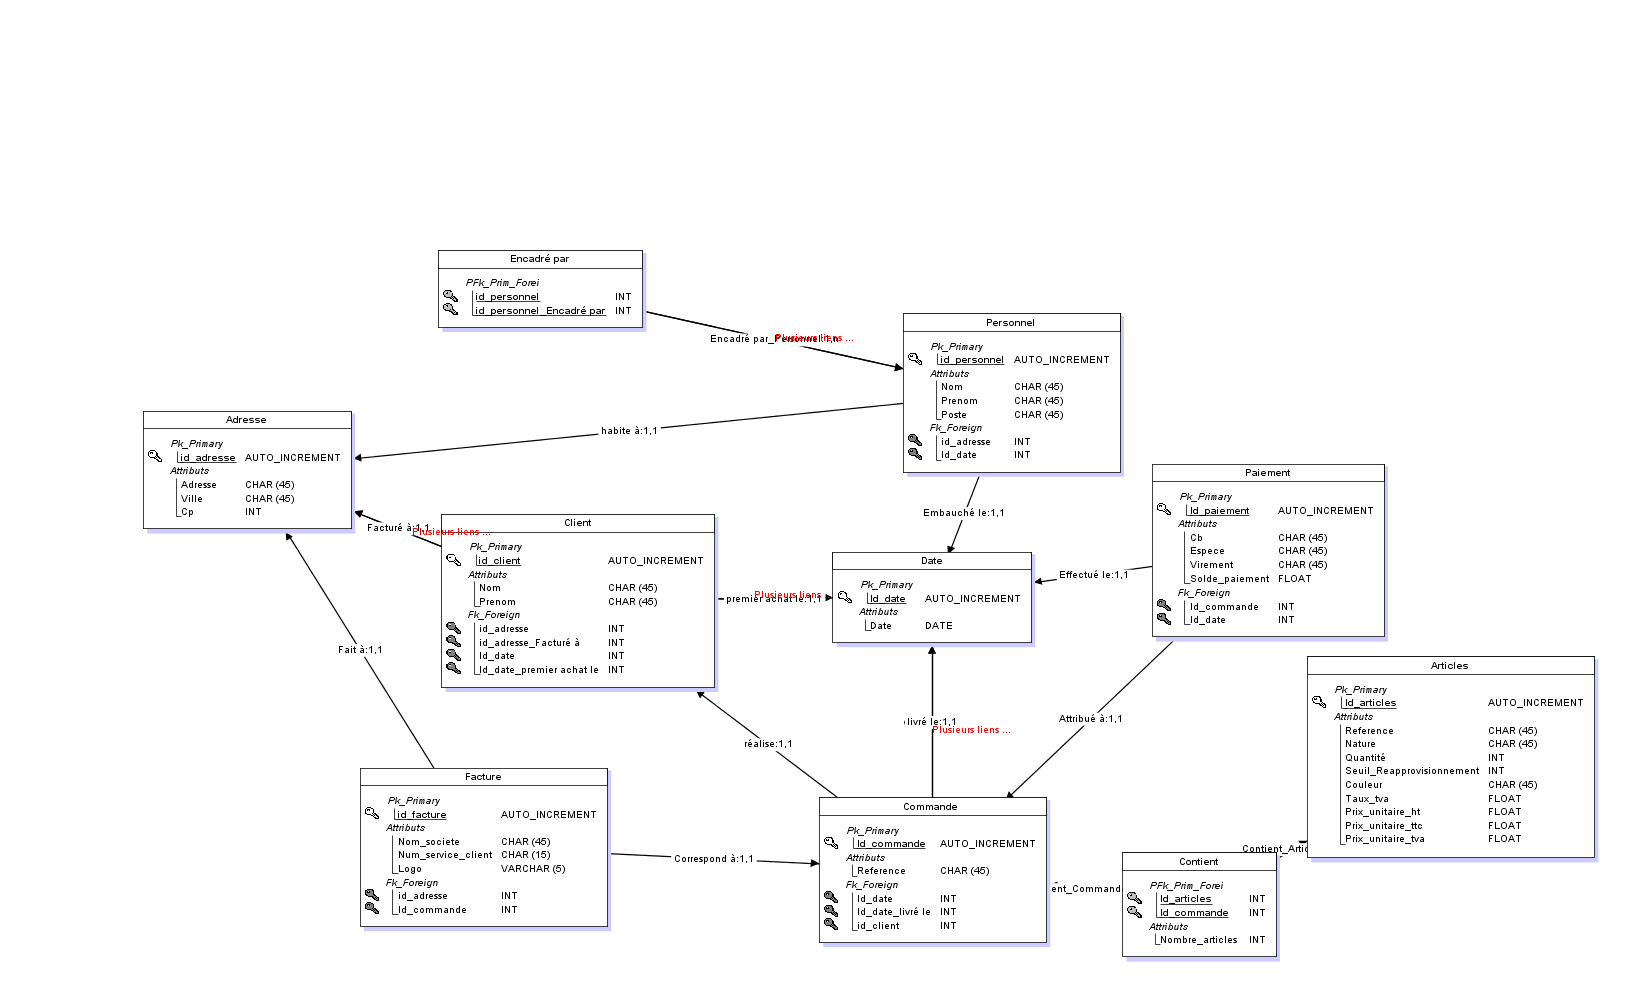 Encadré par
PFk_Prim_Forei
id_personnel INT
id_personnel_Encadré par INT
Plusieurs liens ...
Personnel
Pk_Primary
id_personnel AUTO_INCREMENT
Attributs
Nom CHAR (45)
Prenom CHAR (45)
Poste CHAR (45)
Fk_Foreign
id_adresse INT
Id_date INT
habite à:1,1
Embauché le:1,1
Adresse
Pk_Primary
id_adresse AUTO_INCREMENT
Attributs
Adresse CHAR (45)
Ville CHAR (45)
Cp INT
Facturé à:1,1
Plusieurs liens ...
Client
Pk_Primary
id_client AUTO_INCREMENT
Attributs
Nom CHAR (45)
Prenom CHAR (45)
Fk_Foreign
id_adresse INT
id_adresse_Facturé à INT
Id_date INT
Id_date_premier achat le INT
premier achat le:1,1
Plusieurs liens
Date
Pk_Primary
Id_date AUTO_INCREMENT
Attributs
Date DATE
Effectué le:1,1
Paiement
Pk_Primary
Id_paiement AUTO_INCREMENT
Attributs
Cb CHAR (45)
Espece CHAR (45)
Virement CHAR (45)
Solde_paiement FLOAT
Fk_Foreign
Id_commande INT
Id_date INT
Fait à:1,1
réalise:1,1
livré le:1,1
Plusieurs liens ...
Attribué à:1,1
Articles
Pk_Primary
Id_articles AUTO_INCREMENT
Attributs
Reference CHAR (45)
Nature CHAR (45)
Quantité INT
Seuil_Reapprovisionnement INT
Couleur CHAR (45)
Taux_tva FLOAT
Prix_unitaire_ht FLOAT
Prix_unitaire_ttc FLOAT
Prix_unitaire_tva FLOAT
Facture
Pk_Primary
id_facture AUTO_INCREMENT
Attributs
Nom_societe CHAR (45)
Num_service_client CHAR (15)
Logo VARCHAR (5)
Fk_Foreign
id_adresse INT
Id_commande INT
Correspond à:1,1
Commande
Pk_Primary
Id_commande AUTO_INCREMENT
Attributs
Reference CHAR (45)
Fk_Foreign
Id_date INT
Id_date_livré le INT
id_client INT
ent_Command
Contient_Artic
Contient
PFk_Prim_Forei
Id_articles INT
Id_commande INT
Attributs
Nombre_articles INT